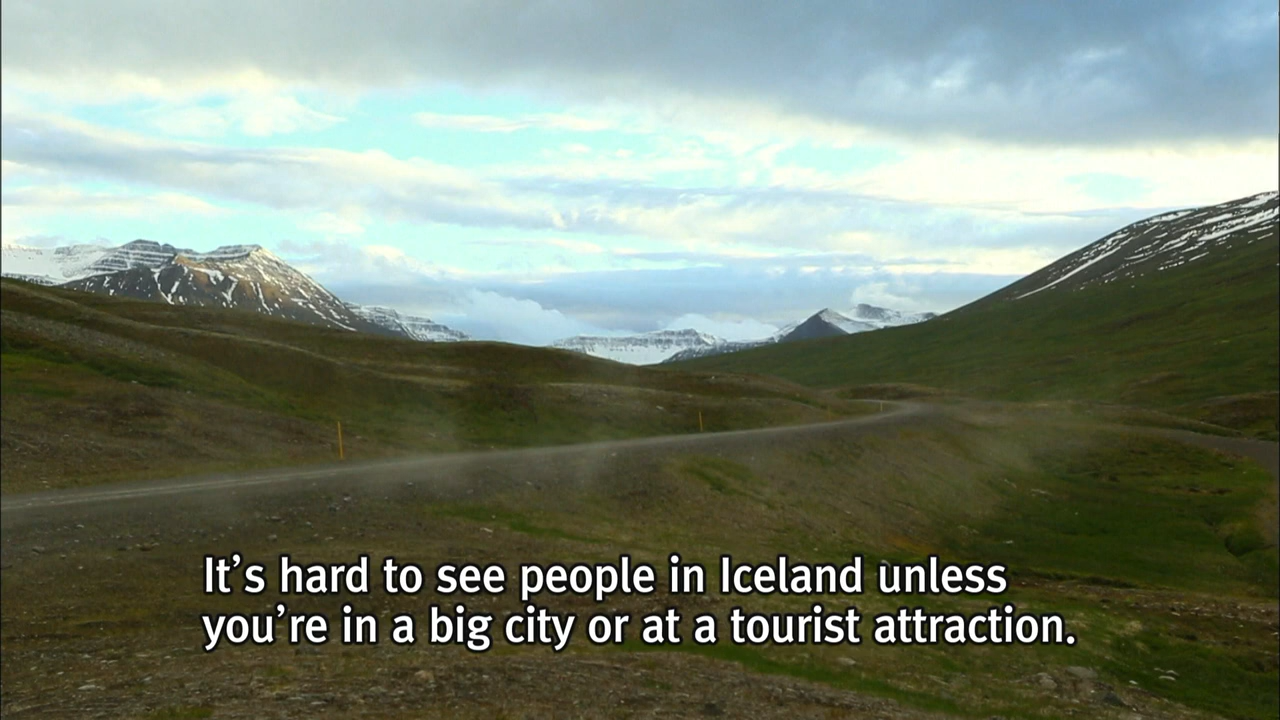 It’s hard to see people in Iceland unless
you’re in a big city or at a tourist attraction.